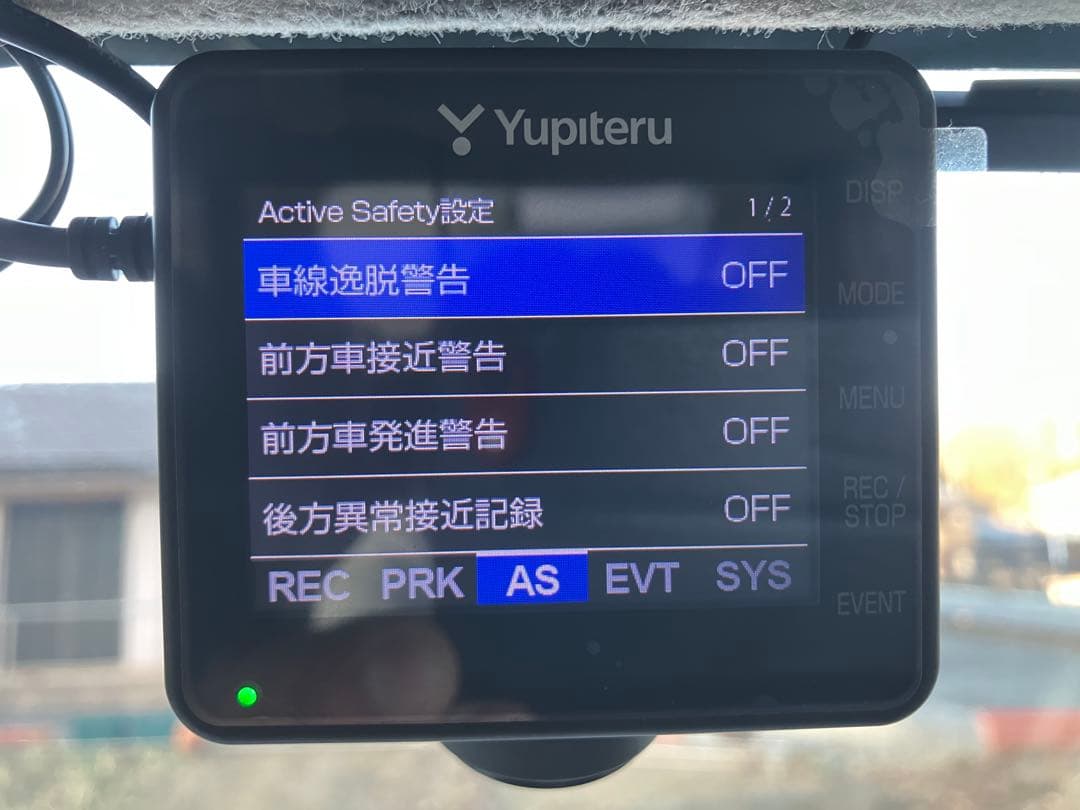 Yupiteru
Active Safety設定 1/2
車線逸脱警告 OFF
前方車接近警告 OFF
前方車発進警告 OFF
後方異常接近記録 OFF
REC PRK AS EVT SYS
DISP
MODE
MENU
REC /
STOP
EVENT